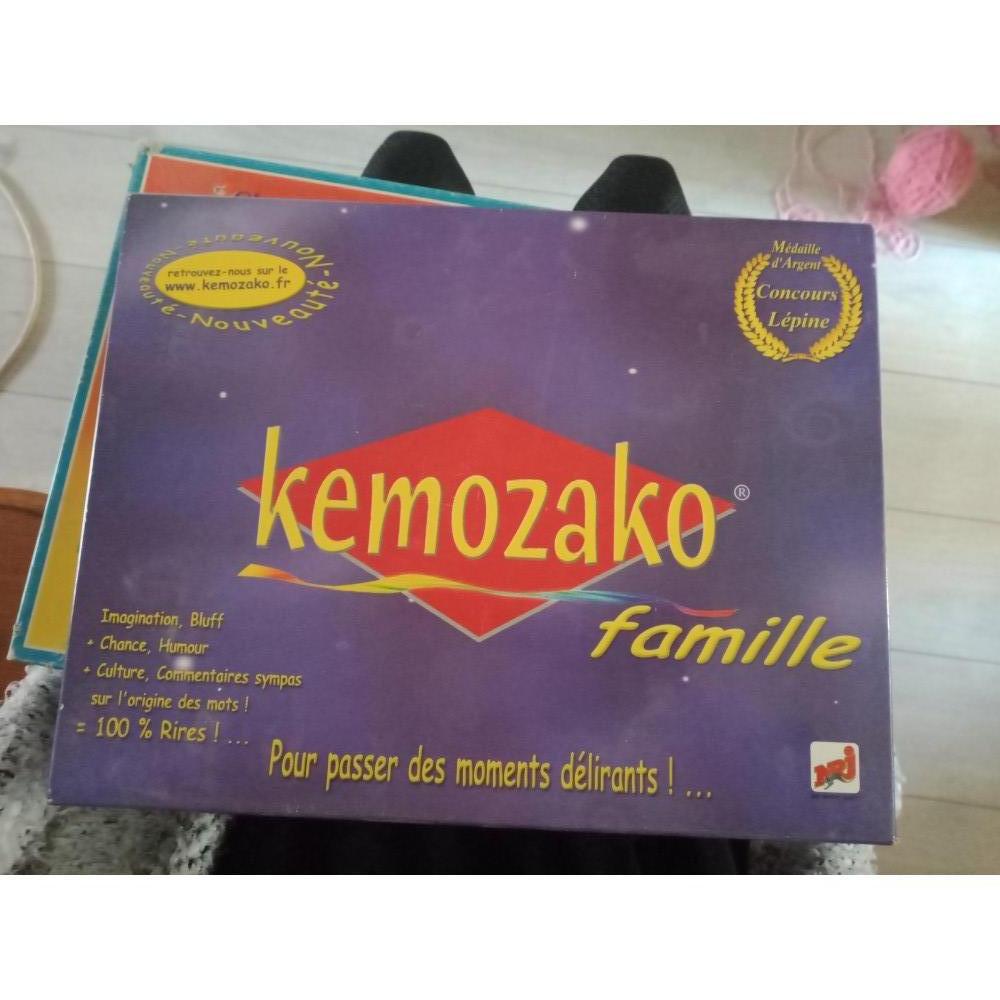 Nouveauté-Nouveauté-Nouveauté-
retrouvez-nous sur le
www.kemozako.fr
Médaille
d'Argent
Concours
Lépine
kemozako®
famille
Imagination, Bluff
+ Chance, Humour
+ Culture, Commentaires sympas
sur l'origine des mots !
= 100 % Rires ! ...
Pour passer des moments délirants ! ...
NRJ